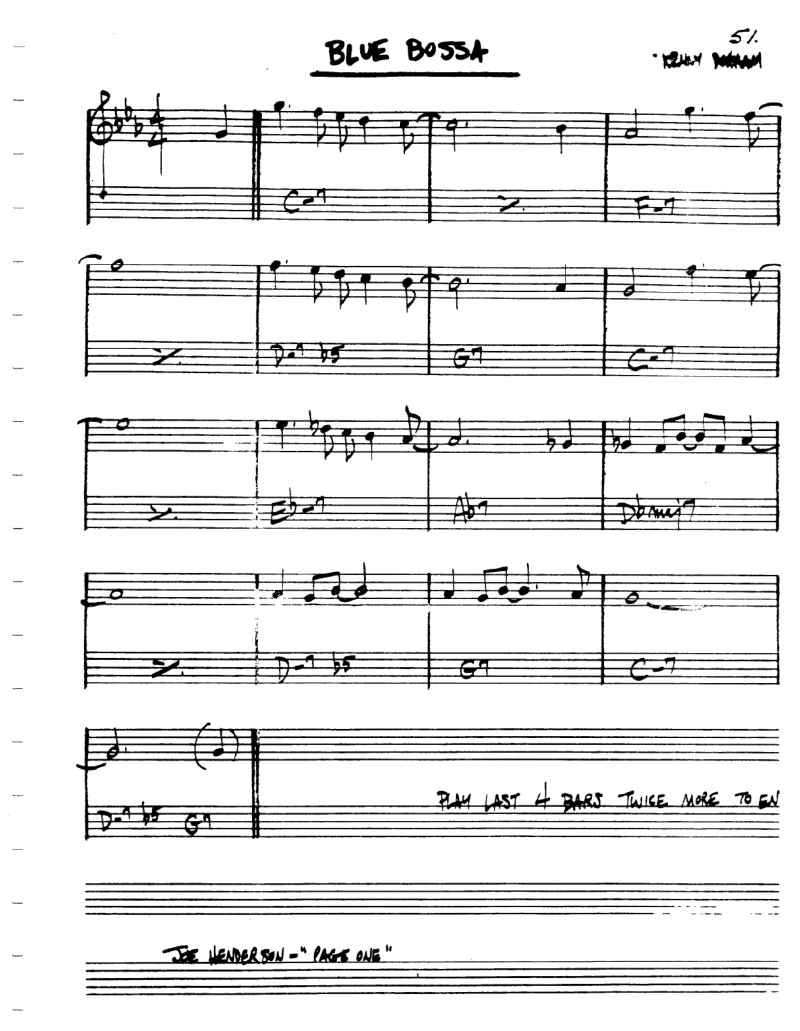 51.
BLUE BOSSA
KENNY DORHAM
C-7 F-7
D-7 b5 G7 C-7
Eb-7 Ab7 Dbmaj7
D-7 b5 G7 C-7
PLAY LAST 4 BARS TWICE MORE TO EN
D-7 b5 G7
JOE HENDERSON - "PAGE ONE"